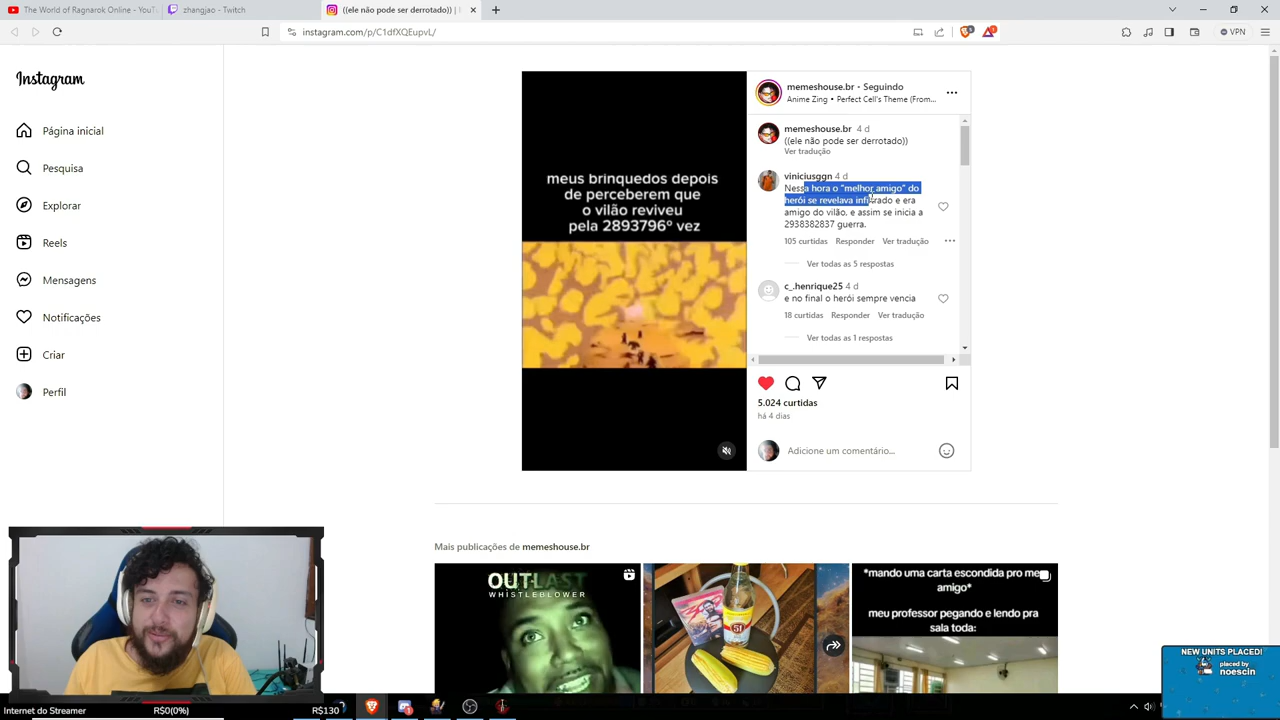 The World of Ragnarok Online - YouT
zhangjao - Twitch
((ele não pode ser derrotado)) | I
instagram.com/p/C1dfXQEupvL/
VPN
Instagram
Página inicial
Pesquisa
Explorar
Reels
Mensagens
Notificações
Criar
Perfil
meus brinquedos depois
de perceberem que
o vilão reviveu
pela 2893796º vez
memeshouse.br • Seguindo
Anime Zing • Perfect Cell's Theme (From...
memeshouse.br 4 d
((ele não pode ser derrotado))
Ver tradução
viniciusggn 4 d
Nessa hora o “melhor amigo” do
herói se revelava infitrado e era
amigo do vilão, e assim se inicia a
2938382837 guerra.
105 curtidas Responder Ver tradução
Ver todas as 5 respostas
c_.henrique25 4 d
e no final o herói sempre vencia
18 curtidas Responder Ver tradução
Ver todas as 1 respostas
5.024 curtidas
há 4 dias
Adicione um comentário...
Mais publicações de memeshouse.br
OUTLAST
WHISTLEBLOWER
51
*mando uma carta escondida pro meu
amigo*
meu professor pegando e lendo pra
sala toda:
NEW UNITS PLACED!
placed by
noescin
Internet do Streamer
R$0(0%)
R$130